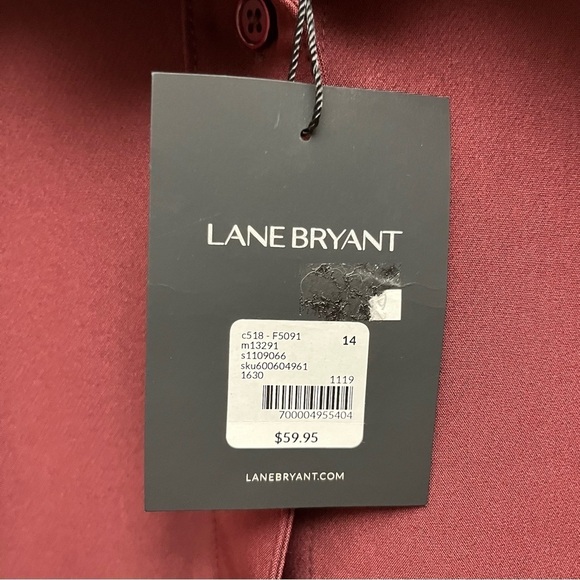 LANE BRYANT
c518 - F5091 14
m13291
s1109066
sku600604961
1630 1119
700004955404
$59.95
LANEBRYANT.COM